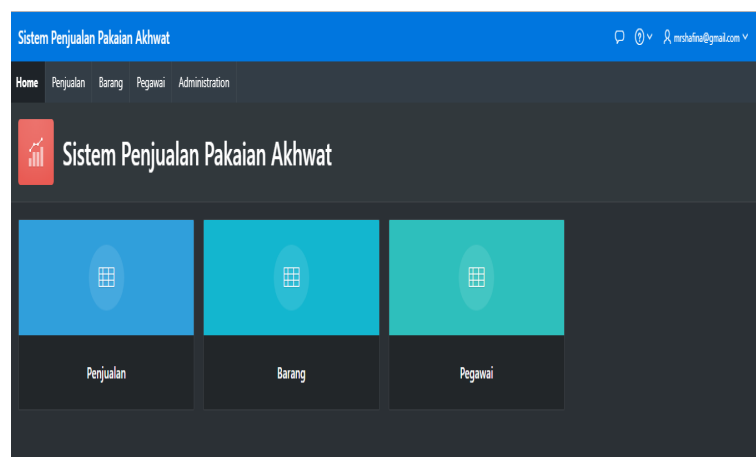 Sistem Penjualan Pakaian Akhwat
mrshafina@gmail.com
Home Penjualan Barang Pegawai Administration
Sistem Penjualan Pakaian Akhwat
Penjualan Barang Pegawai